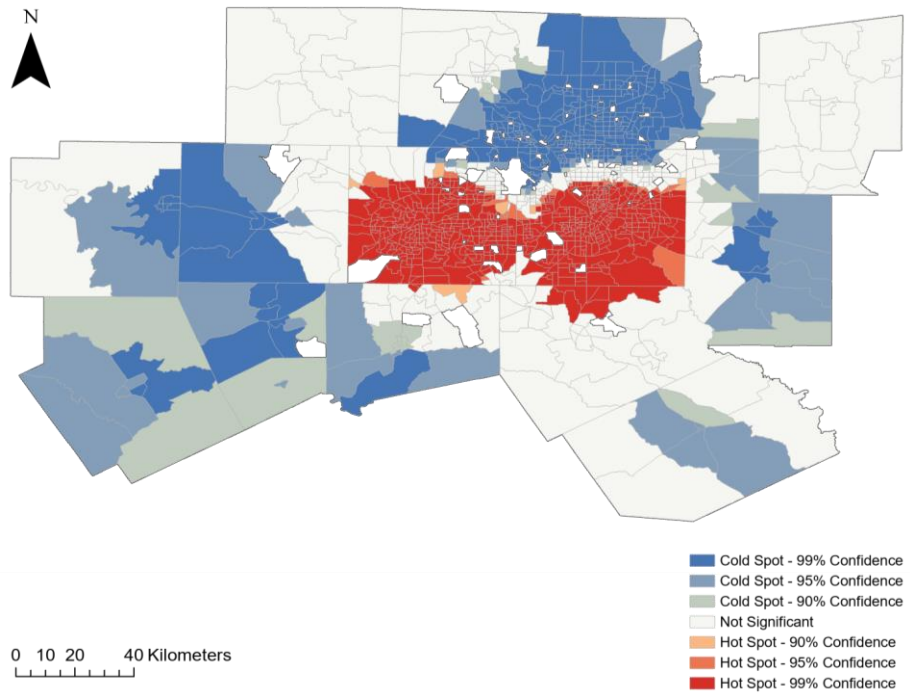 N
Cold Spot - 99% Confidence
Cold Spot - 95% Confidence
Cold Spot - 90% Confidence
Not Significant
Hot Spot - 90% Confidence
Hot Spot - 95% Confidence
Hot Spot - 99% Confidence
0 10 20 40 Kilometers